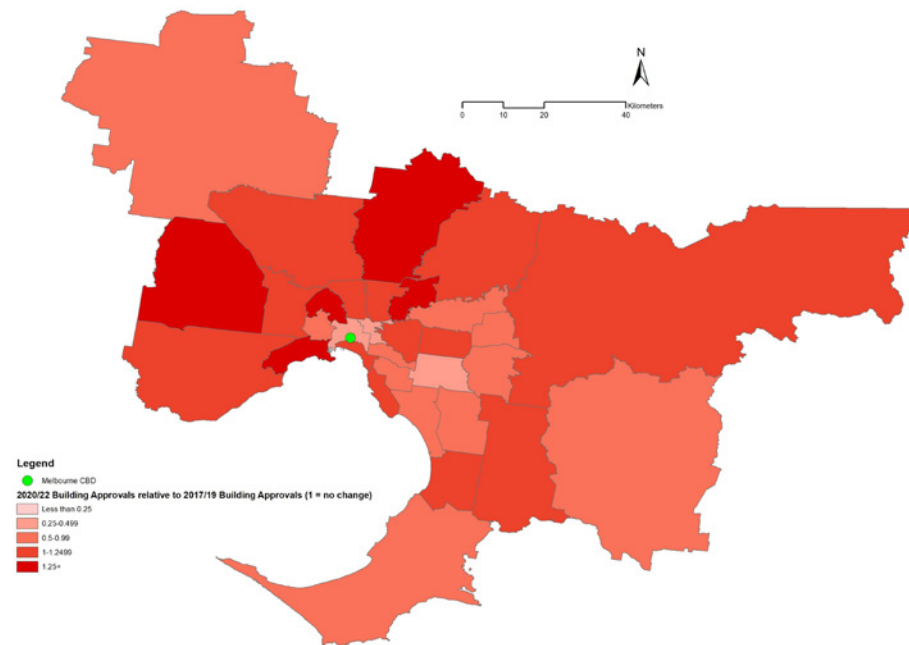 N
Kilometers
0 10 20 40
Legend
Melbourne CBD
2020/22 Building Approvals relative to 2017/19 Building Approvals (1 = no change)
Less than 0.25
0.25-0.499
0.5-0.99
1-1.2499
1.25+